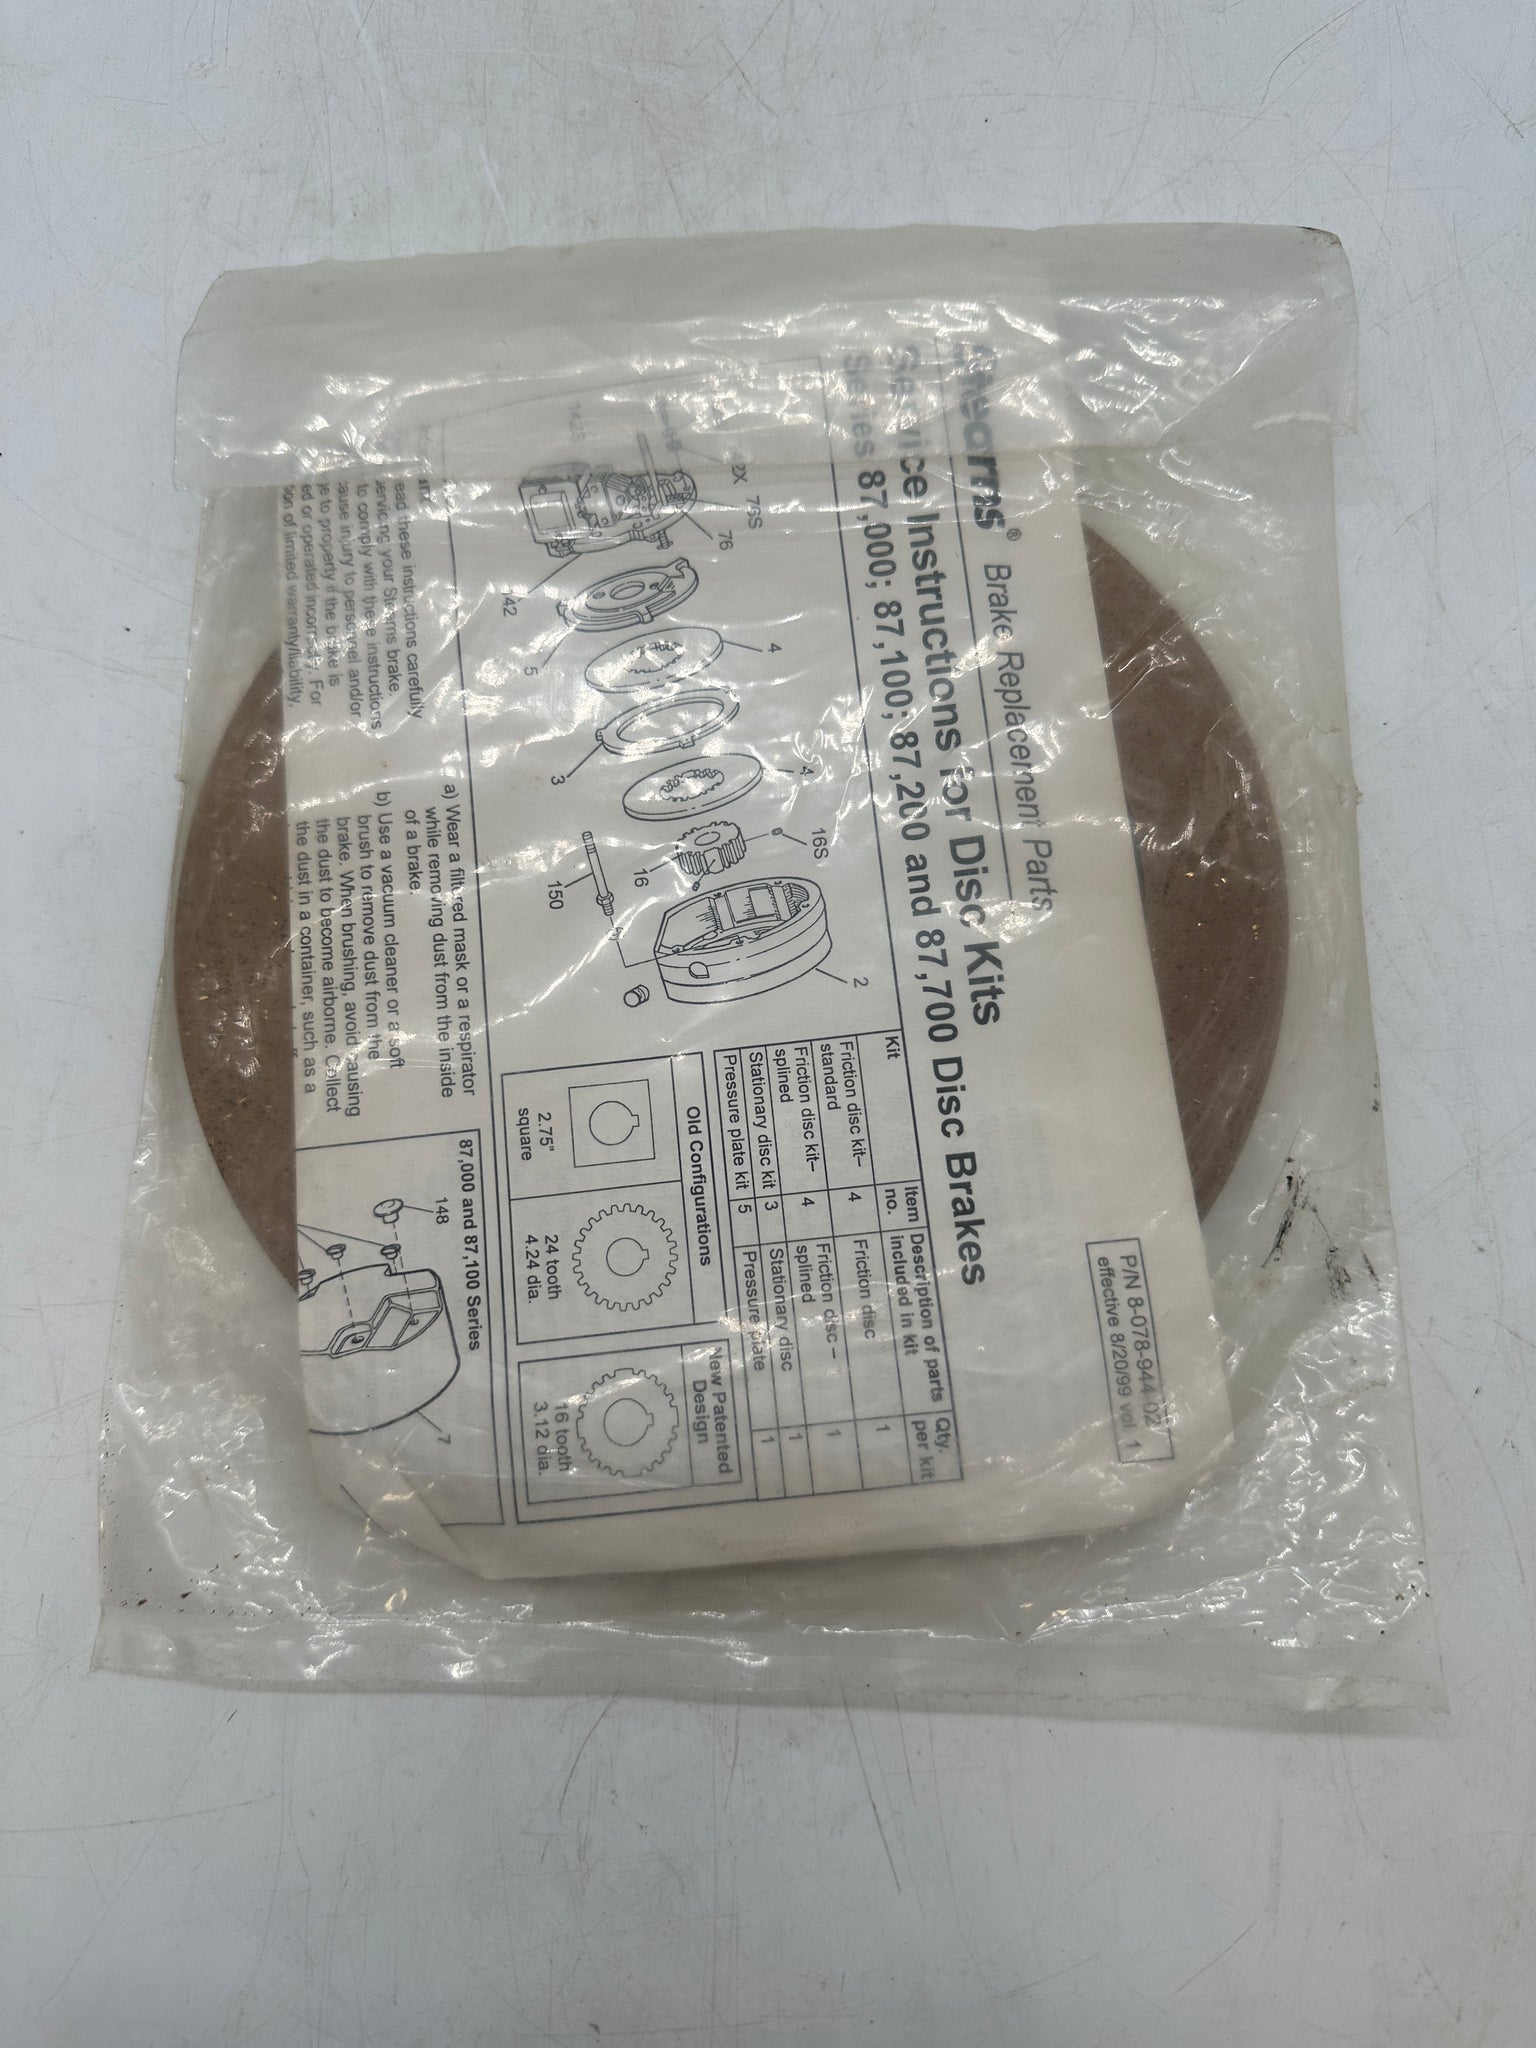 P/N 8-078-944-02
effective 8/20/99 vol. 1
Stearns® Brake Replacement Parts
Service Instructions for Disc Kits
Series 87,000; 87,100; 87,200 and 87,700 Disc Brakes
76S
76
42
5
4
3
4
16S
16
150
2
Kit Item no. Description of parts included in kit Qty. per kit
Friction disc kit– standard 4 Friction disc 1
Friction disc kit– splined 4 Friction disc – splined 1
Stationary disc kit 3 Stationary disc 1
Pressure plate kit 5 Pressure plate 1
Old Configurations
2.75"
square
24 tooth
4.24 dia.
New Patented
Design
16 tooth
3.12 dia.
these instructions carefully
servicing your Stearns brake.
to comply with these instructions
cause injury to personnel and/or
to property if the brake is
or operated incorrectly. For
of limited warranty/liability,
a) Wear a filtered mask or a respirator
while removing dust from the inside
of a brake.
b) Use a vacuum cleaner or a soft
brush to remove dust from the
brake. When brushing, avoid causing
the dust to become airborne. Collect
the dust in a container, such as a
87,000 and 87,100 Series
148
7